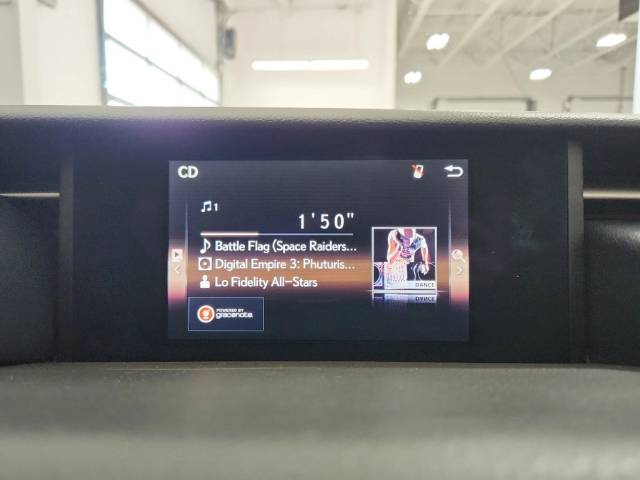 CD
1
1'50"
Battle Flag (Space Raiders...
Digital Empire 3: Phuturis...
Lo Fidelity All-Stars
DANCE
POWERED BY
gracenote.